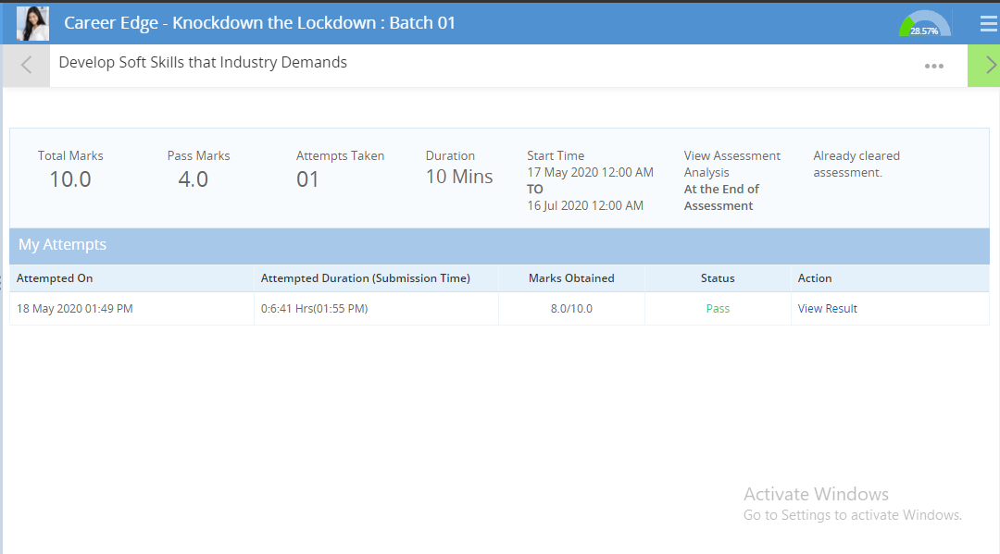 Career Edge - Knockdown the Lockdown : Batch 01
28.57%
Develop Soft Skills that Industry Demands
Total Marks
10.0
Pass Marks
4.0
Attempts Taken
01
Duration
10 Mins
Start Time
17 May 2020 12:00 AM
TO
16 Jul 2020 12:00 AM
View Assessment
Analysis
At the End of
Assessment
Already cleared
assessment.
My Attempts
Attempted On Attempted Duration (Submission Time) Marks Obtained Status Action
18 May 2020 01:49 PM 0:6:41 Hrs(01:55 PM) 8.0/10.0 Pass View Result
Activate Windows
Go to Settings to activate Windows.